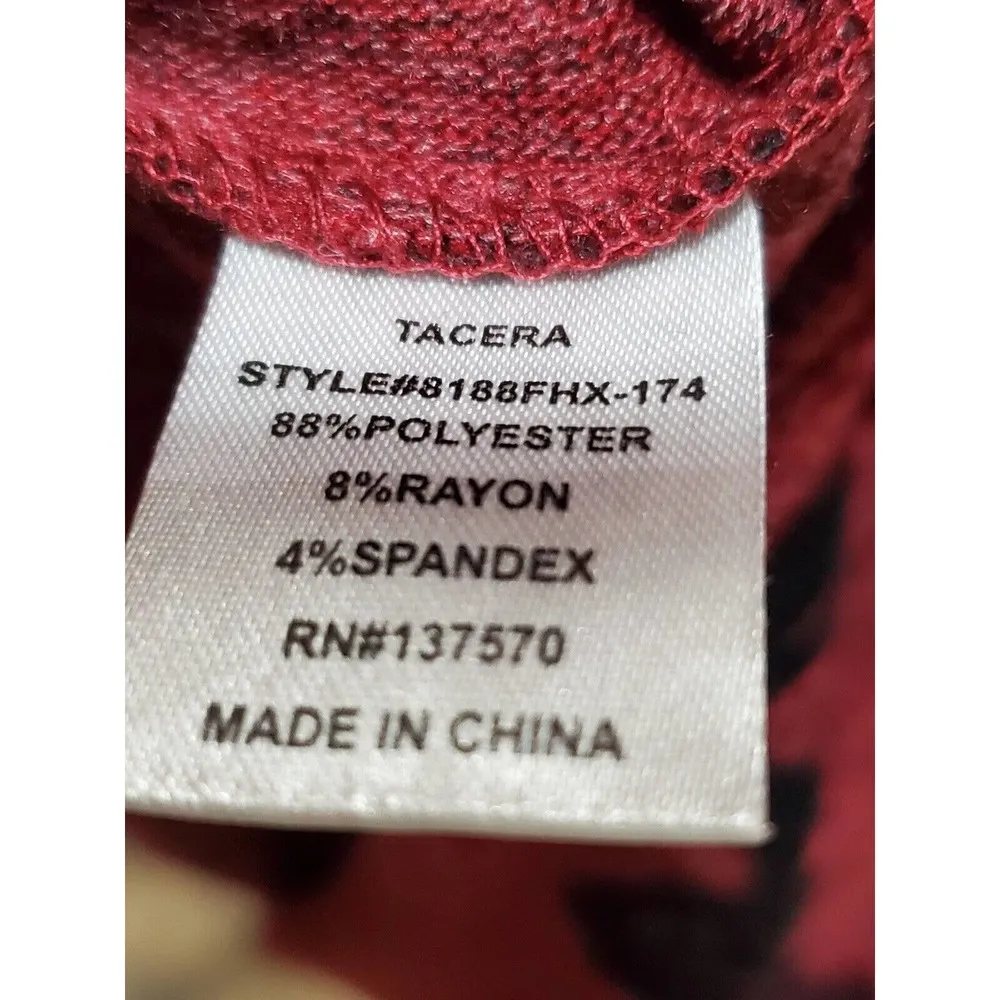 TACERA
STYLE#8188FHX-174
88%POLYESTER
8%RAYON
4%SPANDEX
RN#137570
MADE IN CHINA